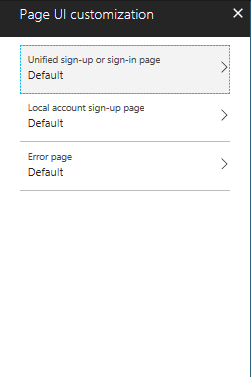 Page UI customization
Unified sign-up or sign-in page
Default
Local account sign-up page
Default
Error page
Default